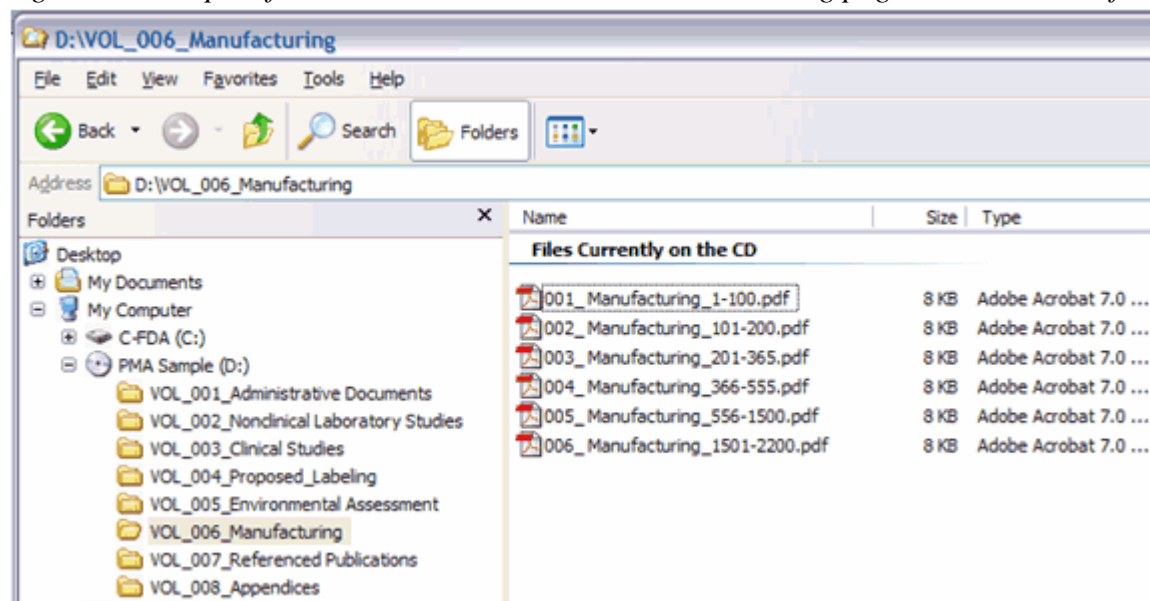 D:\VOL_006_Manufacturing
File Edit View Favorites Tools Help
Back Search Folders
Address D:\VOL_006_Manufacturing
Folders x Name Size Type
Desktop
Files Currently on the CD
My Documents
My Computer
C-FDA (C:)
PMA Sample (D:)
VOL_001_Administrative Documents
VOL_002_Nonclinical Laboratory Studies
VOL_003_Clinical Studies
VOL_004_Proposed_Labeling
VOL_005_Environmental Assessment
VOL_006_Manufacturing
VOL_007_Referenced Publications
VOL_008_Appendices
001_Manufacturing_1-100.pdf 8 KB Adobe Acrobat 7.0 ...
002_Manufacturing_101-200.pdf 8 KB Adobe Acrobat 7.0 ...
003_Manufacturing_201-365.pdf 8 KB Adobe Acrobat 7.0 ...
004_Manufacturing_366-555.pdf 8 KB Adobe Acrobat 7.0 ...
005_Manufacturing_556-1500.pdf 8 KB Adobe Acrobat 7.0 ...
006_Manufacturing_1501-2200.pdf 8 KB Adobe Acrobat 7.0 ...